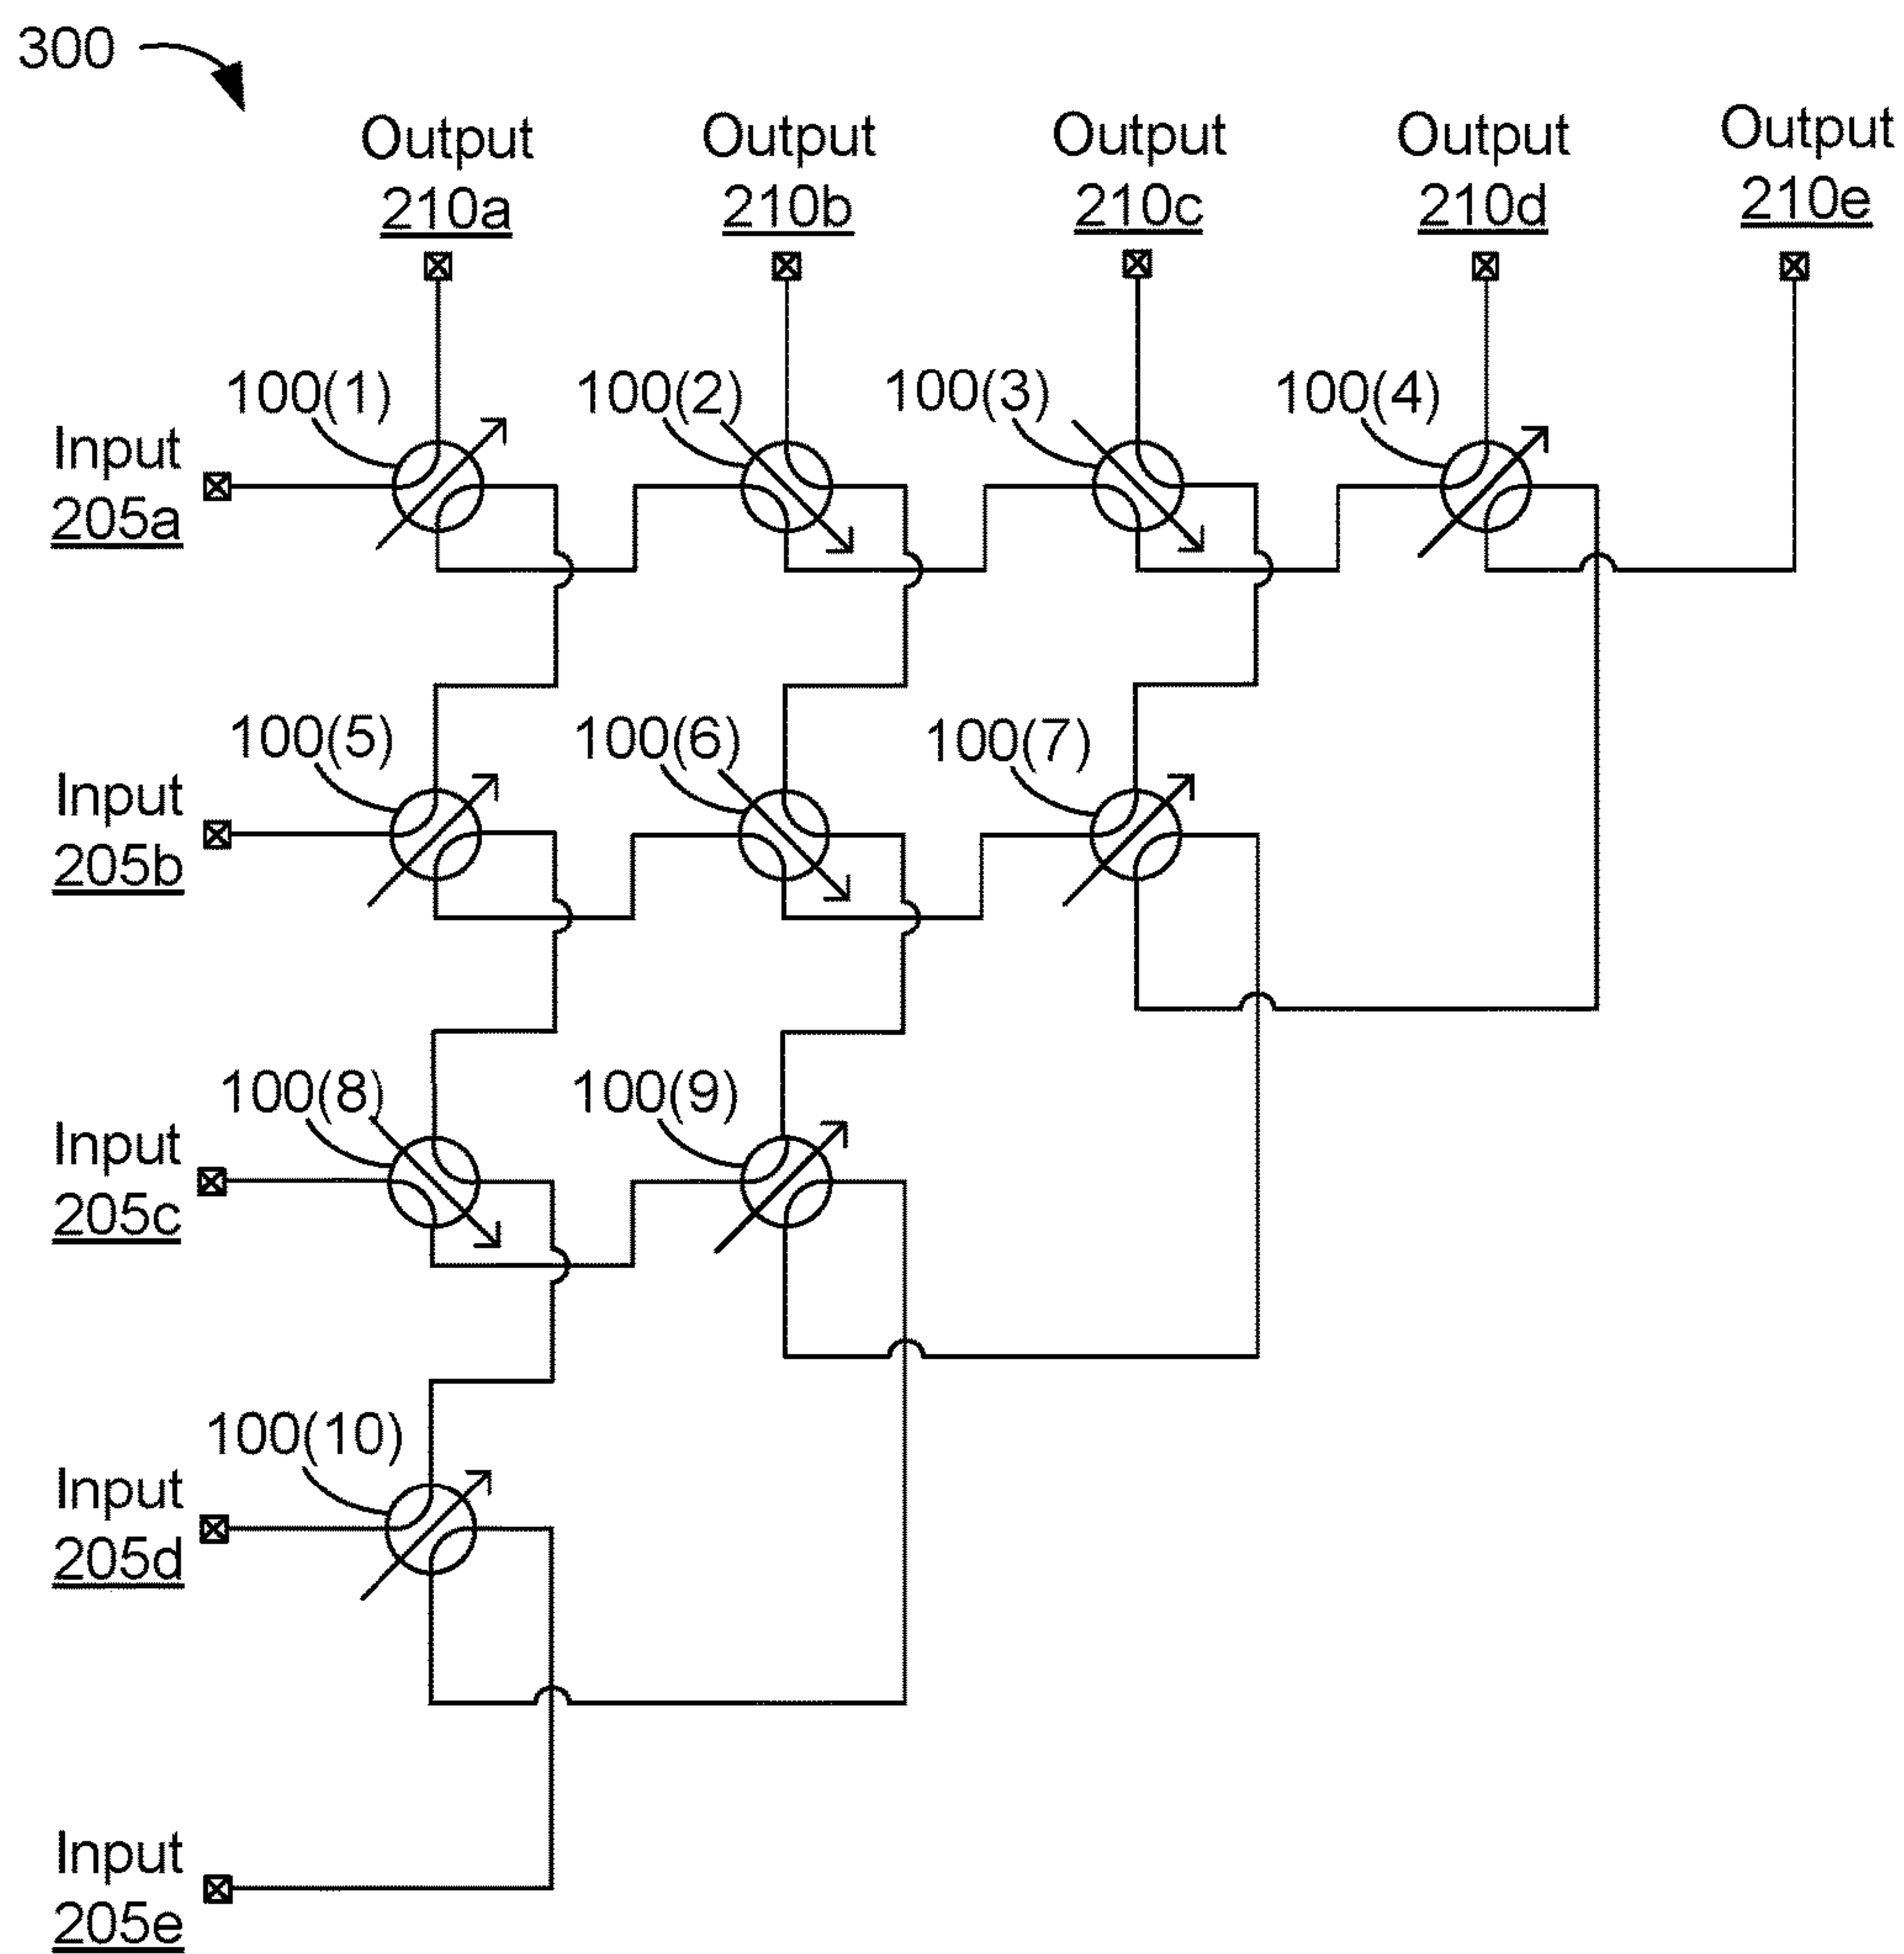 300
Output
210a
Output
210b
Output
210c
Output
210d
Output
210e
100(1)
100(2)
100(3)
100(4)
Input
205a
100(5)
100(6)
100(7)
Input
205b
100(8)
100(9)
Input
205c
100(10)
Input
205d
Input
205e